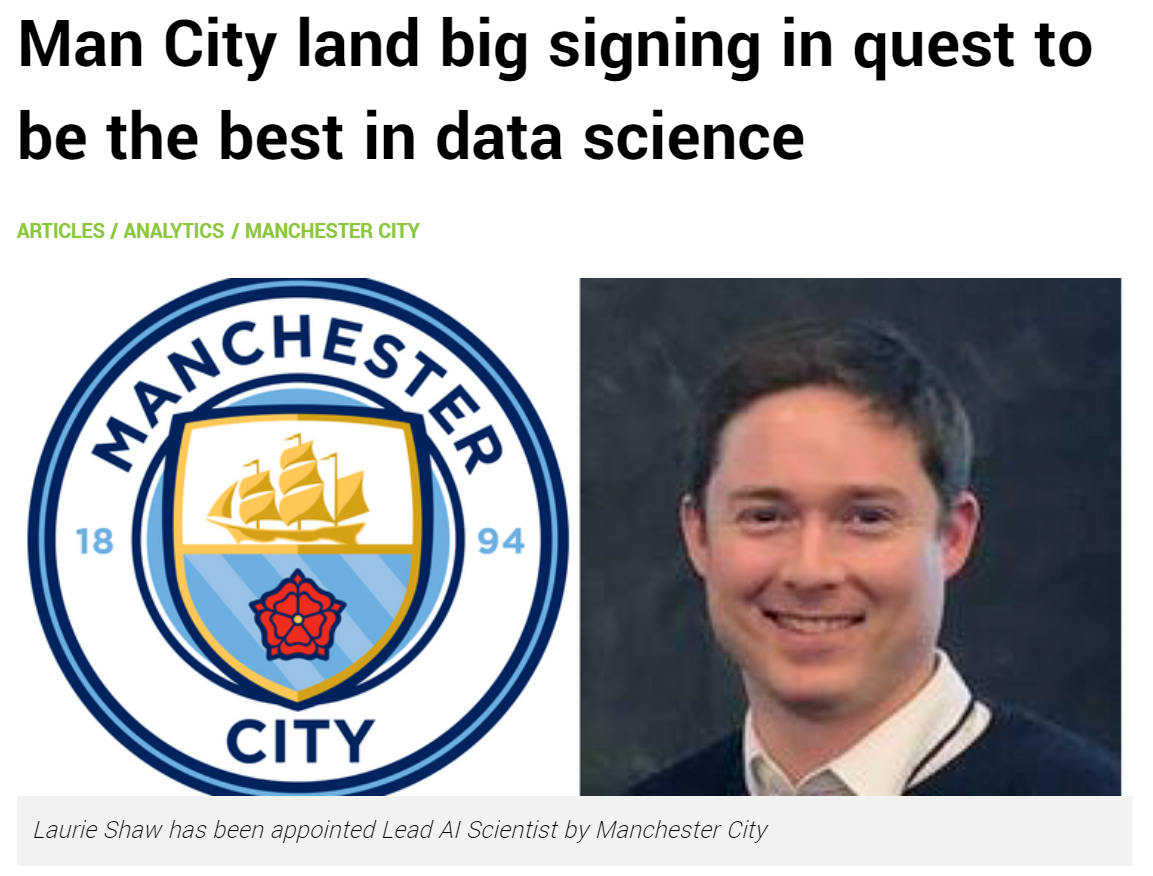 Man City land big signing in quest to
be the best in data science
ARTICLES / ANALYTICS / MANCHESTER CITY
MANCHESTER
18 94
CITY
Laurie Shaw has been appointed Lead AI Scientist by Manchester City